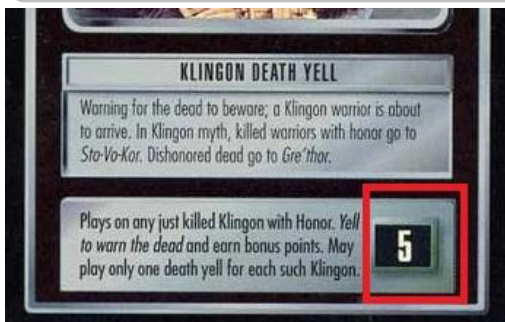 KLINGON DEATH YELL
Warning for the dead to beware; a Klingon warrior is about
to arrive. In Klingon myth, killed warriors with honor go to
Sto-Vo-Kor. Dishonored dead go to Gre'thor.
Plays on any just killed Klingon with Honor. Yell
to warn the dead and earn bonus points. May
play only one death yell for each such Klingon.
5